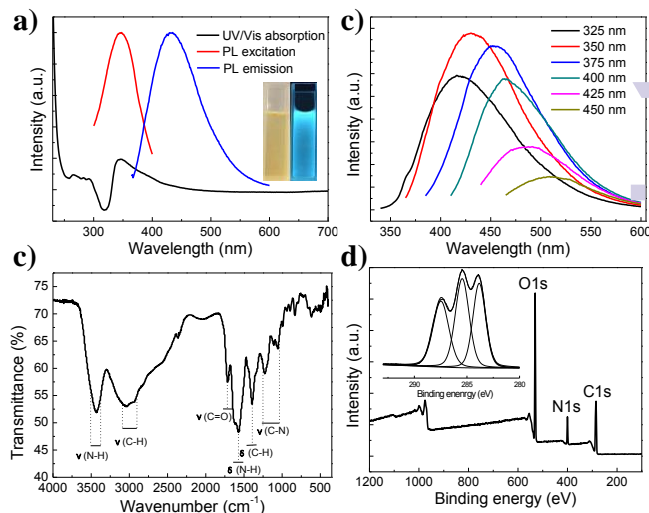 a)
UV/Vis absorption
PL excitation
PL emission
Intensity (a.u.)
300 400 500 600 700
Wavelength (nm)
c)
325 nm
350 nm
375 nm
400 nm
425 nm
450 nm
Intensity (a.u.)
350 400 450 500 550 600
Wavelength (nm)
c)
Transmittance (%)
75
70
65
60
55
50
45
40
ν (N-H)
ν (C-H)
ν (C=O)
δ (N-H)
δ (C-H)
ν (C-N)
4000 3500 3000 2500 2000 1500 1000 500
Wavenumber (cm-1)
d)
O1s
N1s
C1s
Intensity (a.u.)
290 285 280
Binding enenrgy (eV)
1200 1000 800 600 400 200
Binding energy (eV)